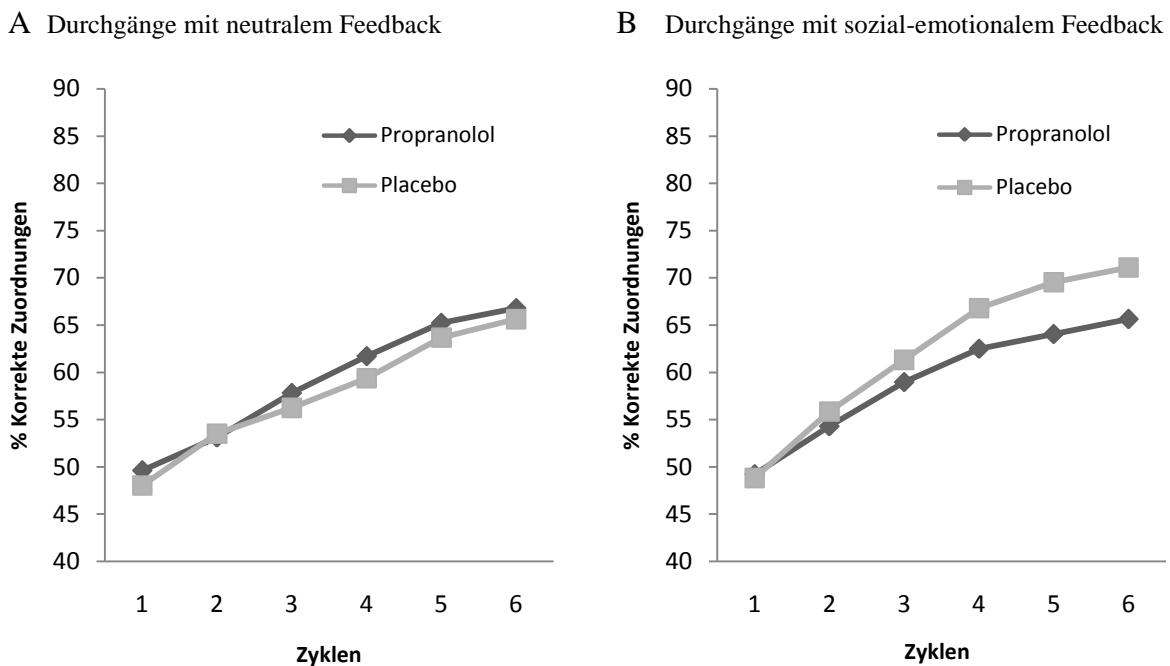 A Durchgänge mit neutralem Feedback
90
85
80
75
70
65
60
55
50
45
40
% Korrekte Zuordnungen
Propranolol
Placebo
1 2 3 4 5 6
Zyklen
B Durchgänge mit sozial-emotionalem Feedback
90
85
80
75
70
65
60
55
50
45
40
% Korrekte Zuordnungen
Propranolol
Placebo
1 2 3 4 5 6
Zyklen